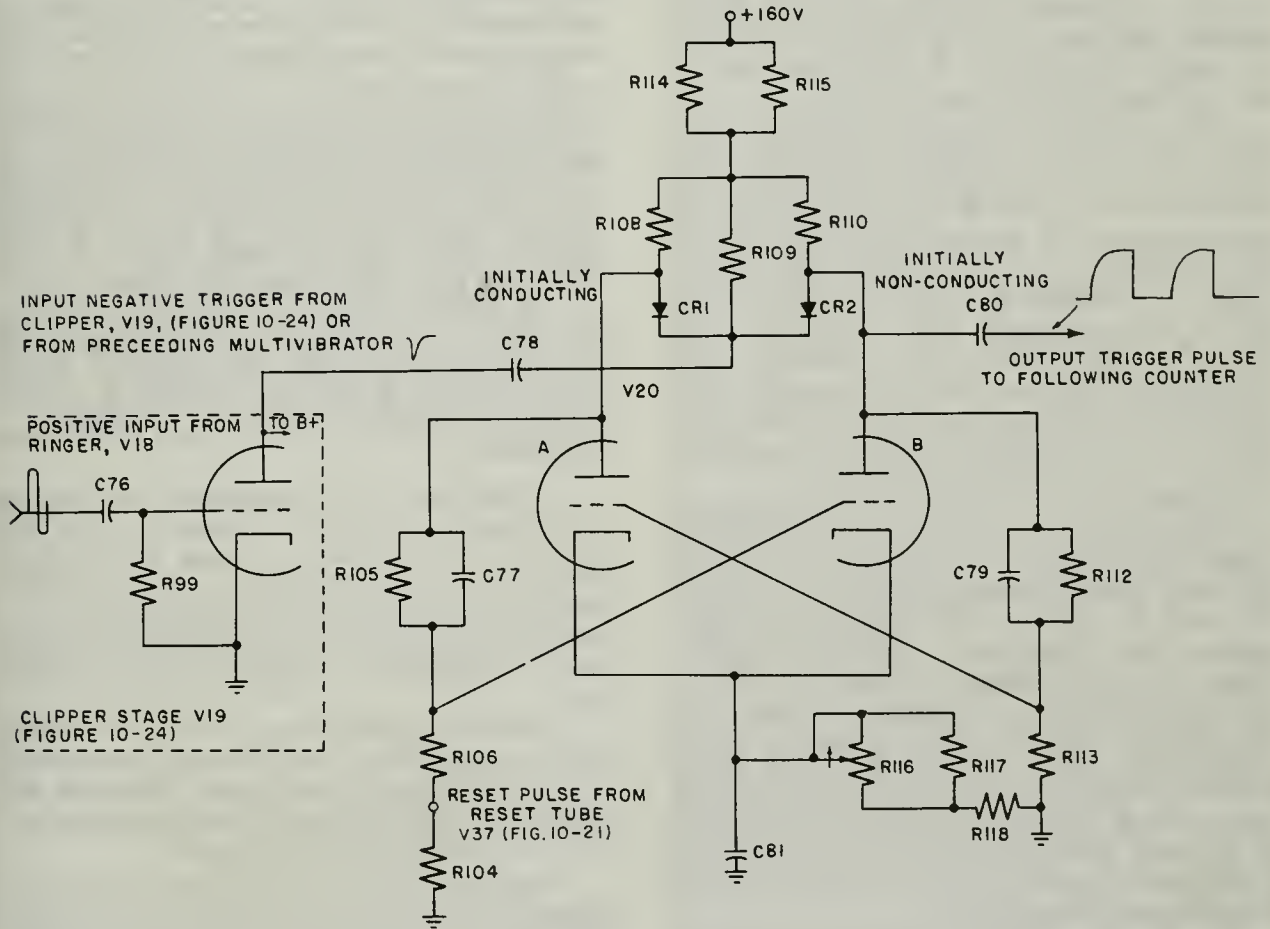 +160V
R114
R115
R108
R109
R110
INITIALLY
CONDUCTING
CR1
CR2
INITIALLY
NON-CONDUCTING
C80
OUTPUT TRIGGER PULSE
TO FOLLOWING COUNTER
INPUT NEGATIVE TRIGGER FROM
CLIPPER, V19, (FIGURE 10-24) OR
FROM PRECEEDING MULTIVIBRATOR
C78
V20
POSITIVE INPUT FROM
RINGER, V18
TO B+
C76
R99
CLIPPER STAGE V19
(FIGURE 10-24)
A
B
R105
C77
C79
R112
R106
RESET PULSE FROM
RESET TUBE
V37 (FIG. 10-21)
R104
R116
R117
R113
R118
C81